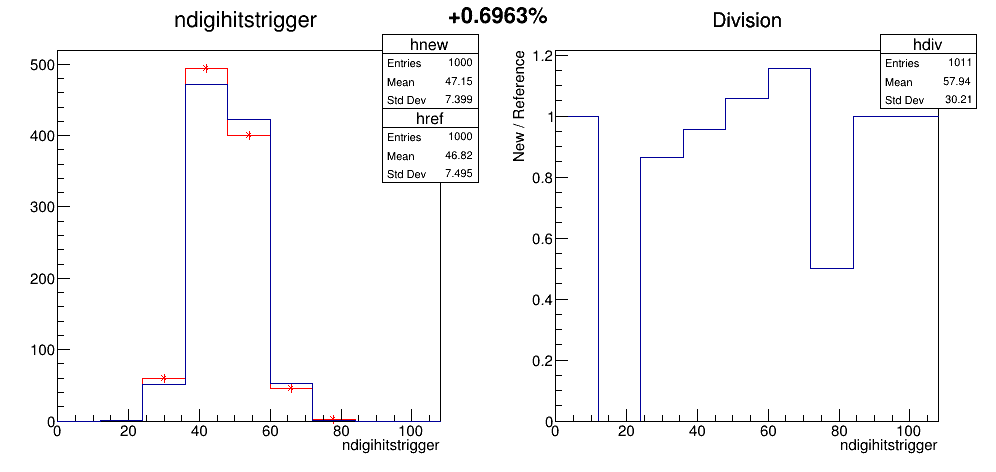 ndigihitstrigger
+0.6963%
Division
hnew
Entries 1000
Mean 47.15
Std Dev 7.399
href
Entries 1000
Mean 46.82
Std Dev 7.495
500
400
300
200
100
0
0 20 40 60 80 100
ndigihitstrigger
hdiv
Entries 1011
Mean 57.94
Std Dev 30.21
New / Reference
1.2
1
0.8
0.6
0.4
0.2
0
0 20 40 60 80 100
ndigihitstrigger